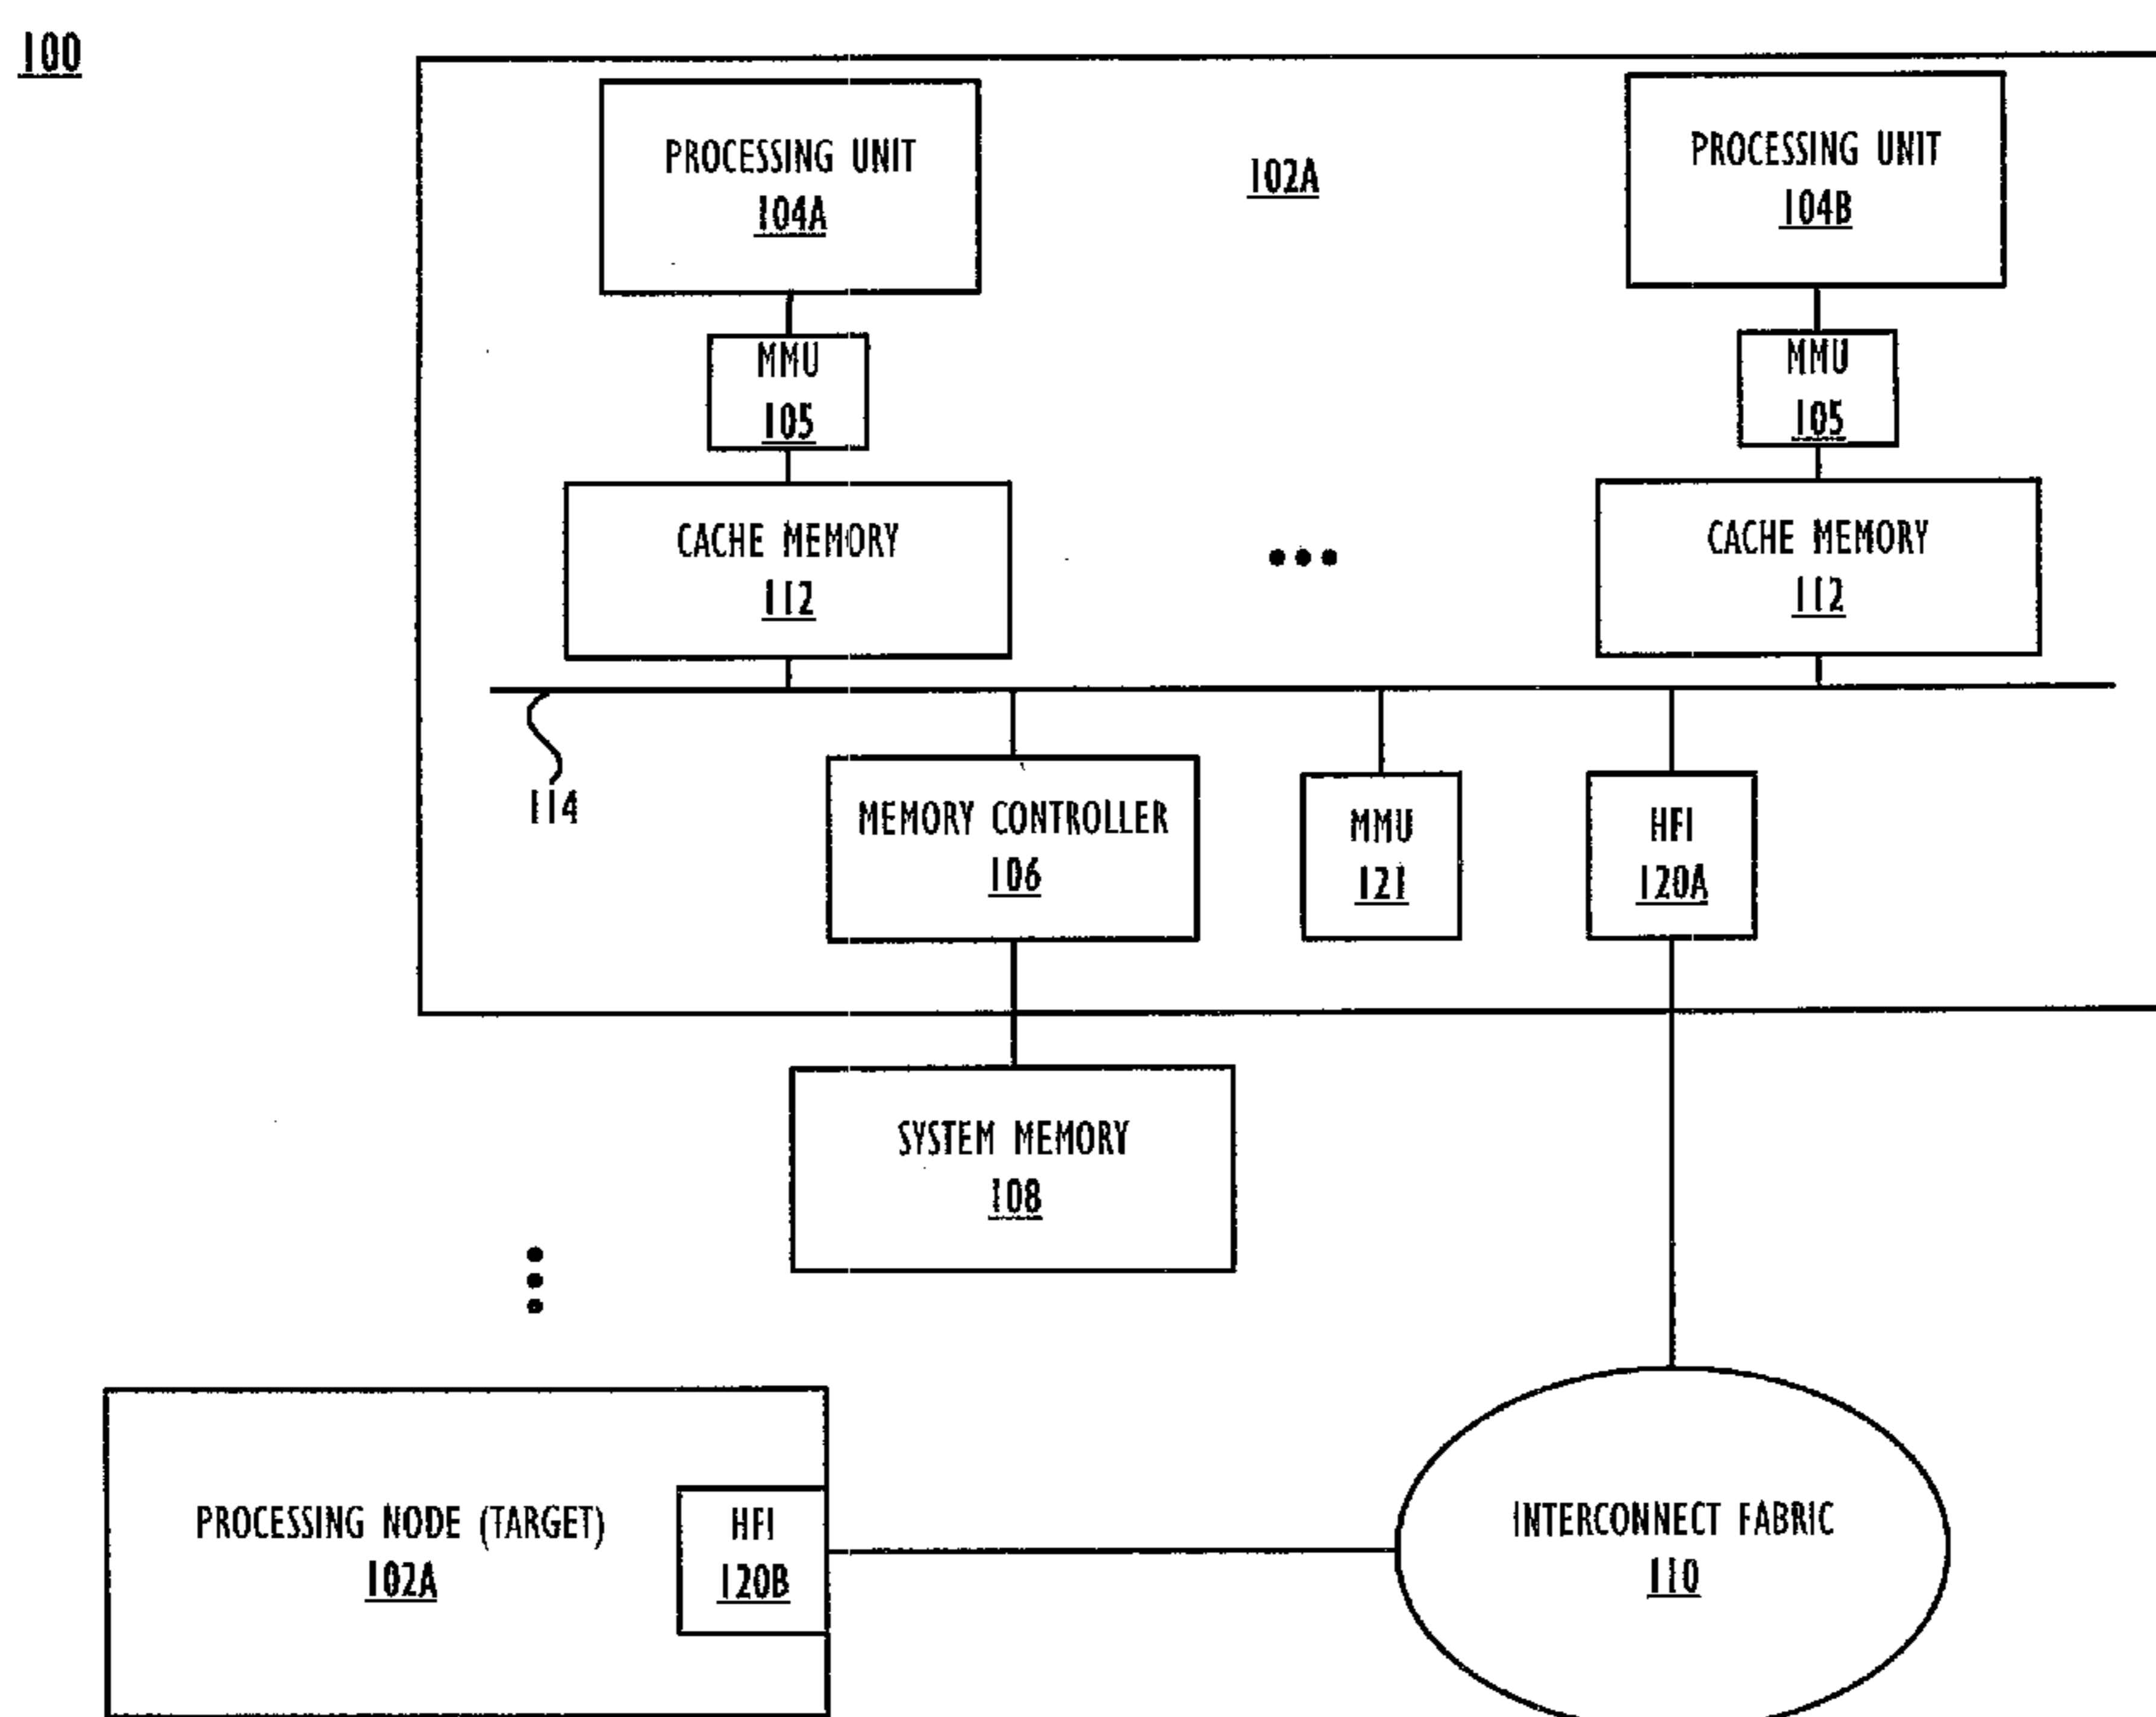 100
PROCESSING UNIT
104A
102A
PROCESSING UNIT
104B
MMU
105
MMU
105
CACHE MEMORY
112
CACHE MEMORY
112
114
MEMORY CONTROLLER
106
MMU
121
HFI
120A
SYSTEM MEMORY
108
PROCESSING NODE (TARGET)
102A
HFI
120B
INTERCONNECT FABRIC
110